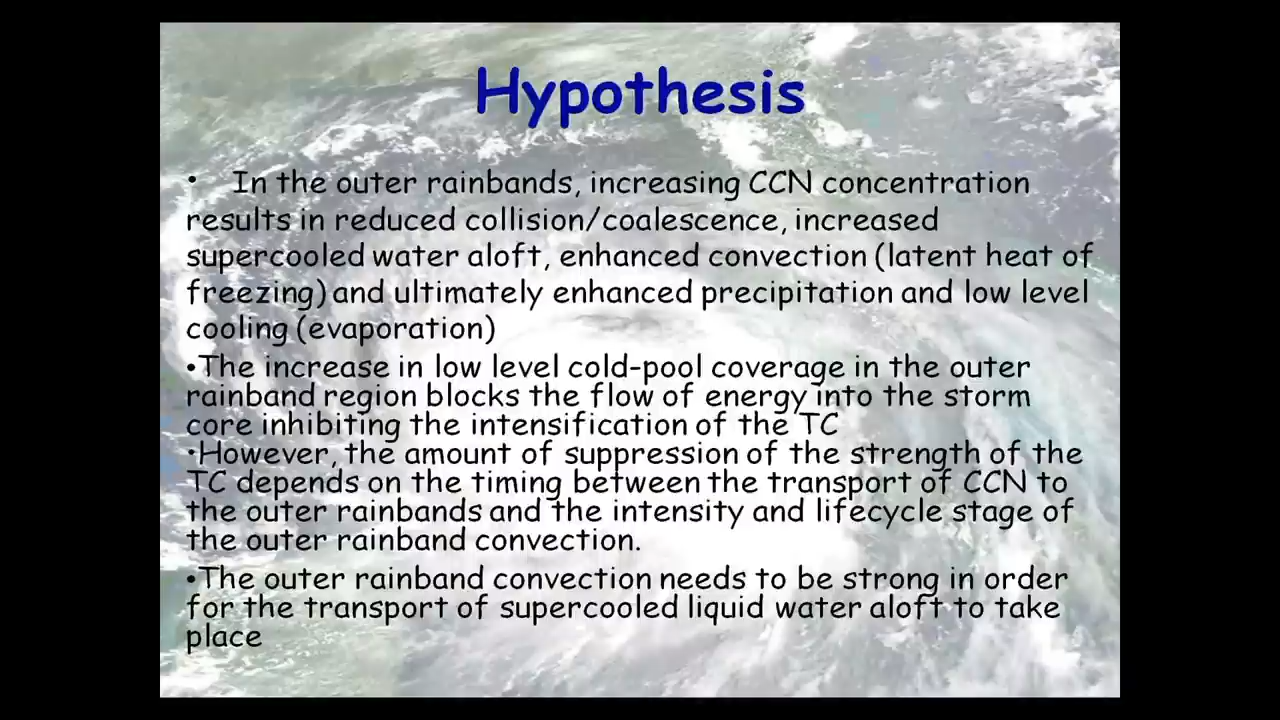 Hypothesis
• In the outer rainbands, increasing CCN concentration
results in reduced collision/coalescence, increased
supercooled water aloft, enhanced convection (latent heat of
freezing) and ultimately enhanced precipitation and low level
cooling (evaporation)
•The increase in low level cold-pool coverage in the outer
rainband region blocks the flow of energy into the storm
core inhibiting the intensification of the TC
•However, the amount of suppression of the strength of the
TC depends on the timing between the transport of CCN to
the outer rainbands and the intensity and lifecycle stage of
the outer rainband convection.
•The outer rainband convection needs to be strong in order
for the transport of supercooled liquid water aloft to take
place